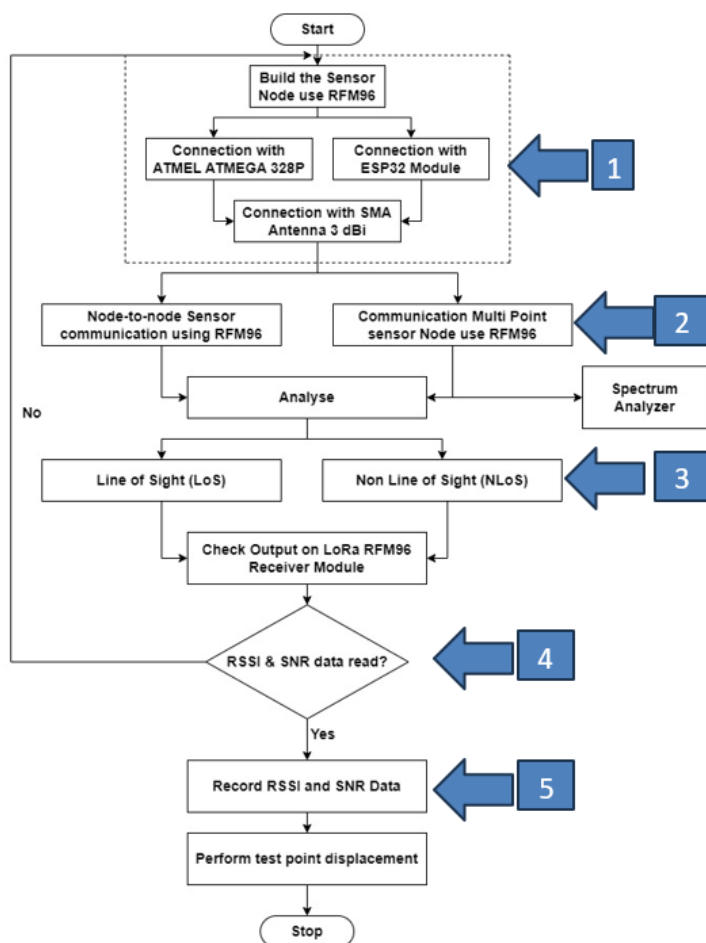 Start
Build the Sensor
Node use RFM96
Connection with
ATMEL ATMEGA 328P
Connection with
ESP32 Module
1
Connection with SMA
Antenna 3 dBi
Node-to-node Sensor
communication using RFM96
Communication Multi Point
sensor Node use RFM96
2
No
Analyse
Spectrum
Analyzer
Line of Sight (LoS)
Non Line of Sight (NLoS)
3
Check Output on LoRa RFM96
Receiver Module
RSSI & SNR data read?
4
Yes
Record RSSI and SNR Data
5
Perform test point displacement
Stop